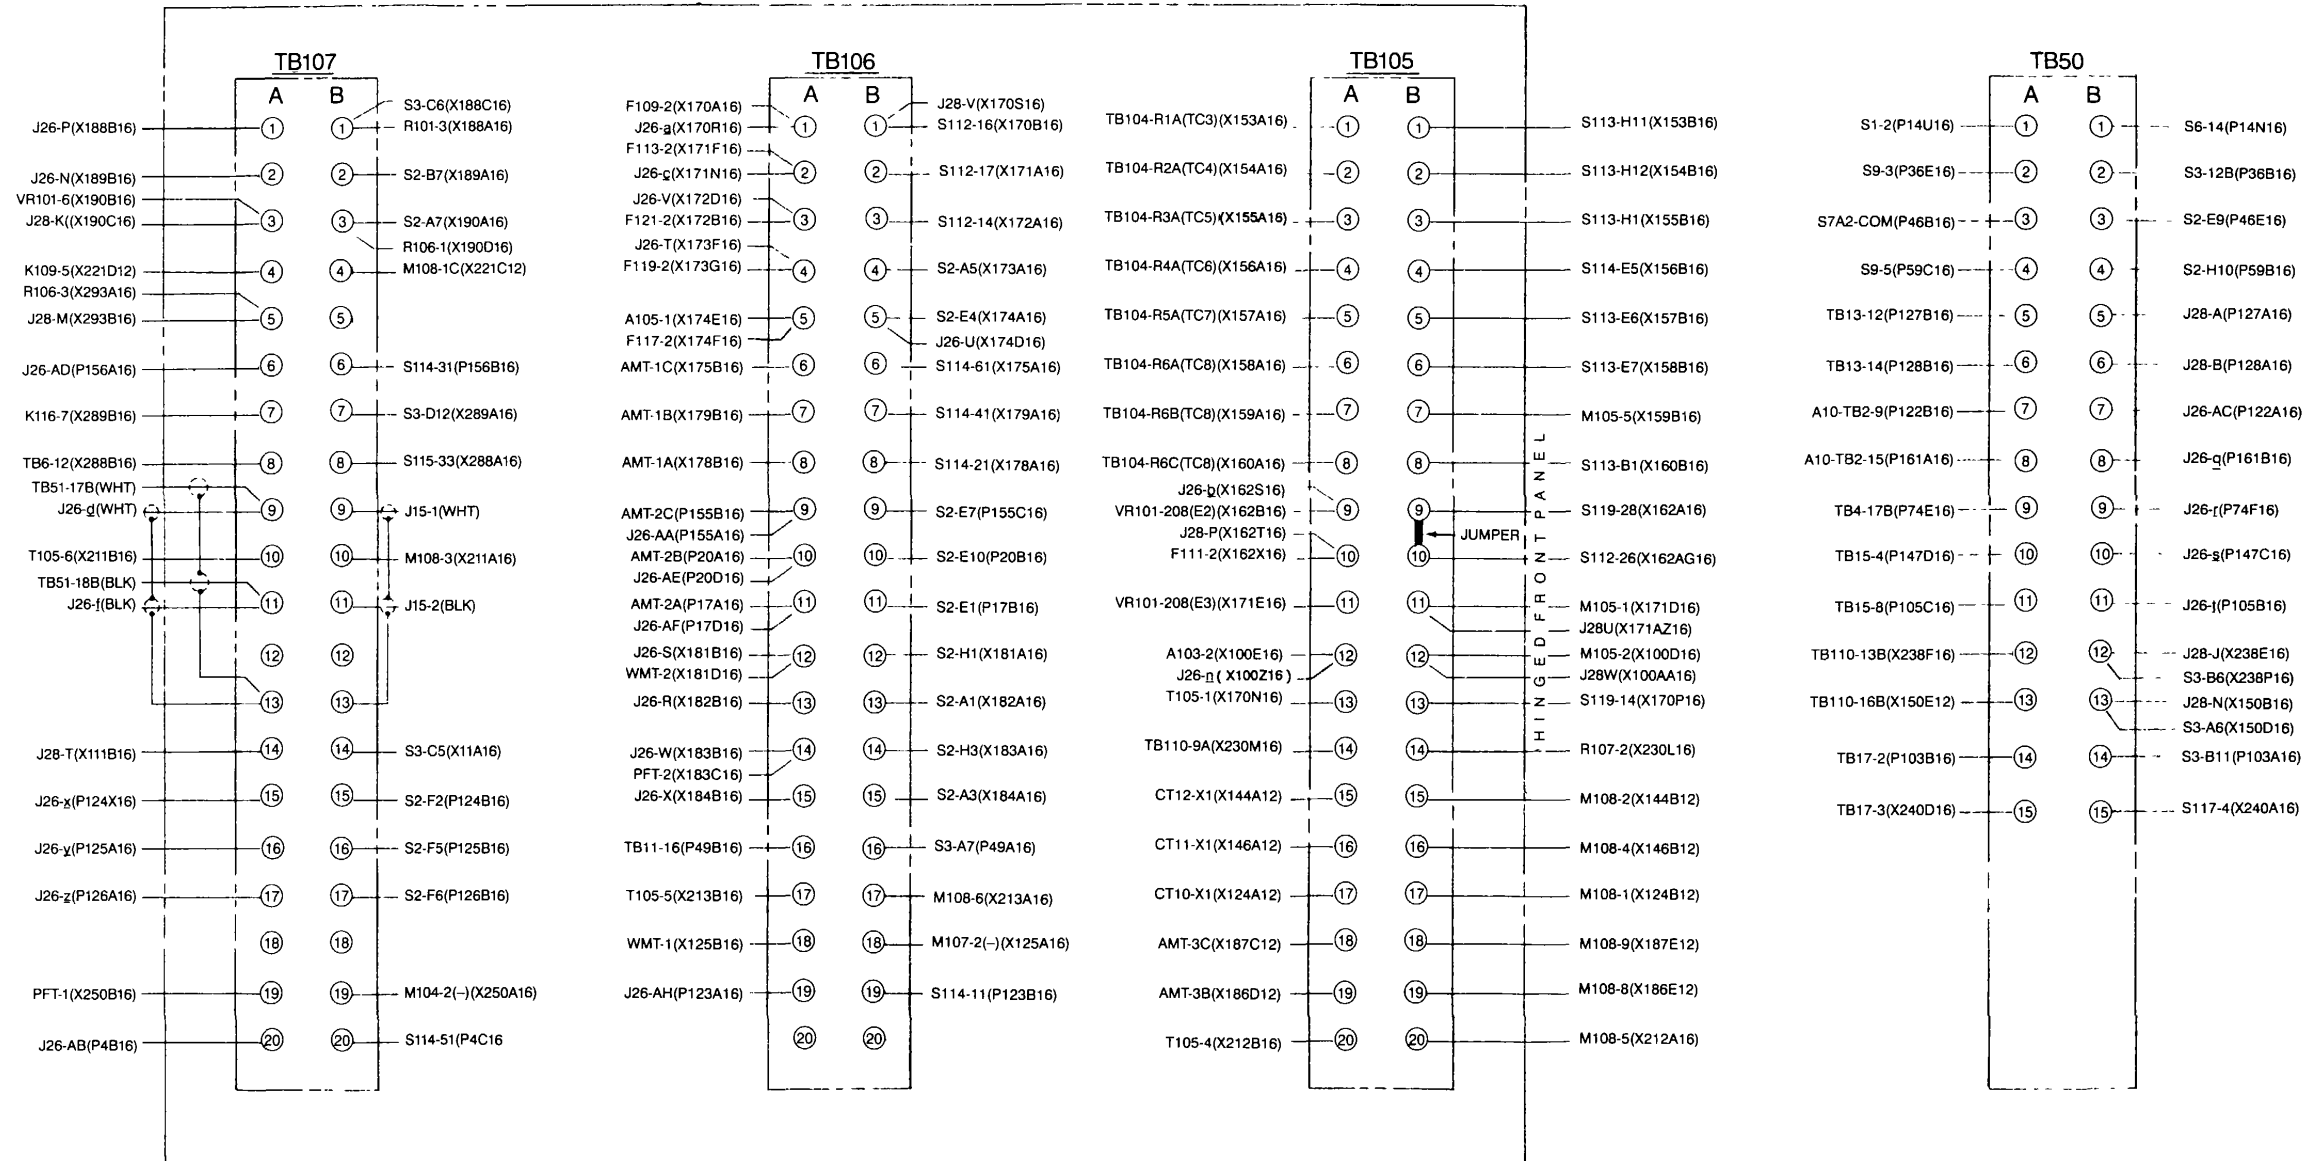 TB107
A B
J26-P(X188B16) 1 1 S3-C6(X188C16)
R101-3(X188A16)
J26-N(X189B16) 2 2 S2-B7(X189A16)
VR101-6(X190B16)
J28-K((X190C16) 3 3 S2-A7(X190A16)
R106-1(X190D16)
K109-5(X221D12) 4 4 M108-1C(X221C12)
R106-3(X293A16)
J28-M(X293B16) 5 5
J26-AD(P156A16) 6 6 S114-31(P156B16)
K116-7(X289B16) 7 7 S3-D12(X289A16)
TB6-12(X288B16) 8 8 S115-33(X288A16)
TB51-17B(WHT)
J26-d(WHT) 9 9 J15-1(WHT)
T105-6(X211B16) 10 10 M108-3(X211A16)
TB51-18B(BLK)
J26-f(BLK) 11 11 J15-2(BLK)
12 12
13 13
J28-T(X111B16) 14 14 S3-C5(X11A16)
J26-x(P124X16) 15 15 S2-F2(P124B16)
J26-y(P125A16) 16 16 S2-F5(P125B16)
J26-z(P126A16) 17 17 S2-F6(P126B16)
18 18
PFT-1(X250B16) 19 19 M104-2(–)(X250A16)
J26-AB(P4B16) 20 20 S114-51(P4C16
TB106
A B
F109-2(X170A16) J28-V(X170S16)
J26-a(X170R16) 1 1 S112-16(X170B16)
F113-2(X171F16)
J26-c(X171N16) 2 2 S112-17(X171A16)
J26-V(X172D16)
F121-2(X172B16) 3 3 S112-14(X172A16)
J26-T(X173F16)
F119-2(X173G16) 4 4 S2-A5(X173A16)
A105-1(X174E16) 5 5 S2-E4(X174A16)
F117-2(X174F16) J26-U(X174D16)
AMT-1C(X175B16) 6 6 S114-61(X175A16)
AMT-1B(X179B16) 7 7 S114-41(X179A16)
AMT-1A(X178B16) 8 8 S114-21(X178A16)
AMT-2C(P155B16) 9 9 S2-E7(P155C16)
J26-AA(P155A16)
AMT-2B(P20A16) 10 10 S2-E10(P20B16)
J26-AE(P20D16)
AMT-2A(P17A16) 11 11 S2-E1(P17B16)
J26-AF(P17D16)
J26-S(X181B16) 12 12 S2-H1(X181A16)
WMT-2(X181D16)
J26-R(X182B16) 13 13 S2-A1(X182A16)
J26-W(X183B16) 14 14 S2-H3(X183A16)
PFT-2(X183C16)
J26-X(X184B16) 15 15 S2-A3(X184A16)
TB11-16(P49B16) 16 16 S3-A7(P49A16)
T105-5(X213B16) 17 17 M108-6(X213A16)
WMT-1(X125B16) 18 18 M107-2(–)(X125A16)
J26-AH(P123A16) 19 19 S114-11(P123B16)
20 20
TB105
A B
TB104-R1A(TC3)(X153A16) 1 1 S113-H11(X153B16)
TB104-R2A(TC4)(X154A16) 2 2 S113-H12(X154B16)
TB104-R3A(TC5)(X155A16) 3 3 S113-H1(X155B16)
TB104-R4A(TC6)(X156A16) 4 4 S114-E5(X156B16)
TB104-R5A(TC7)(X157A16) 5 5 S113-E6(X157B16)
TB104-R6A(TC8)(X158A16) 6 6 S113-E7(X158B16)
TB104-R6B(TC8)(X159A16) 7 7 M105-5(X159B16)
TB104-R6C(TC8)(X160A16) 8 8 S113-B1(X160B16)
J26-b(X162S16)
VR101-208(E2)(X162B16) 9 9 S119-28(X162A16)
J28-P(X162T16) JUMPER
F111-2(X162X16) 10 10 S112-26(X162AG16)
VR101-208(E3)(X171E16) 11 11 M105-1(X171D16)
J28U(X171AZ16)
A103-2(X100E16) 12 12 M105-2(X100D16)
J26-n( X100Z16 ) J28W(X100AA16)
T105-1(X170N16) 13 13 S119-14(X170P16)
TB110-9A(X230M16) 14 14 R107-2(X230L16)
CT12-X1(X144A12) 15 15 M108-2(X144B12)
CT11-X1(X146A12) 16 16 M108-4(X146B12)
CT10-X1(X124A12) 17 17 M108-1(X124B12)
AMT-3C(X187C12) 18 18 M108-9(X187E12)
AMT-3B(X186D12) 19 19 M108-8(X186E12)
T105-4(X212B16) 20 20 M108-5(X212A16)
HINGED FRONT PANEL
TB50
A B
S1-2(P14U16) 1 1 S6-14(P14N16)
S9-3(P36E16) 2 2 S3-12B(P36B16)
S7A2-COM(P46B16) 3 3 S2-E9(P46E16)
S9-5(P59C16) 4 4 S2-H10(P59B16)
TB13-12(P127B16) 5 5 J28-A(P127A16)
TB13-14(P128B16) 6 6 J28-B(P128A16)
A10-TB2-9(P122B16) 7 7 J26-AC(P122A16)
A10-TB2-15(P161A16) 8 8 J26-q(P161B16)
TB4-17B(P74E16) 9 9 J26-r(P74F16)
TB15-4(P147D16) 10 10 J26-s(P147C16)
TB15-8(P105C16) 11 11 J26-t(P105B16)
TB110-13B(X238F16) 12 12 J28-J(X238E16)
S3-B6(X238P16)
TB110-16B(X150E12) 13 13 J28-N(X150B16)
S3-A6(X150D16)
TB17-2(P103B16) 14 14 S3-B11(P103A16)
TB17-3(X240D16) 15 15 S117-4(X240A16)